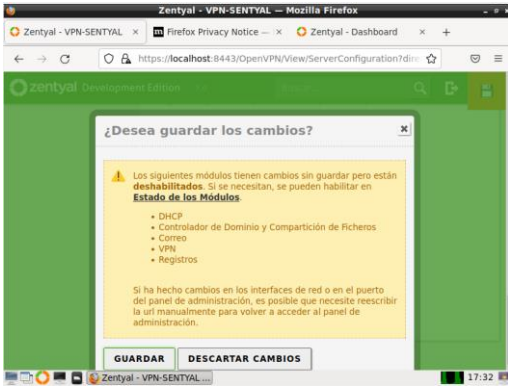 Zentyal - VPN-SENTYAL — Mozilla Firefox
Zentyal - VPN-SENTYAL × Firefox Privacy Notice — × Zentyal - Dashboard × +
https://localhost:8443/OpenVPN/View/ServerConfiguration?dire
zentyal Development Edition
¿Desea guardar los cambios? ×
Los siguientes módulos tienen cambios sin guardar pero están
deshabilitados. Si se necesitan, se pueden habilitar en
Estado de los Módulos.
• DHCP
• Controlador de Dominio y Compartición de Ficheros
• Correo
• VPN
• Registros
Si ha hecho cambios en los interfaces de red o en el puerto
del panel de administración, es posible que necesite reescribir
la url manualmente para volver a acceder al panel de
administración.
GUARDAR DESCARTAR CAMBIOS
Zentyal - VPN-SENTYAL ... 17:32